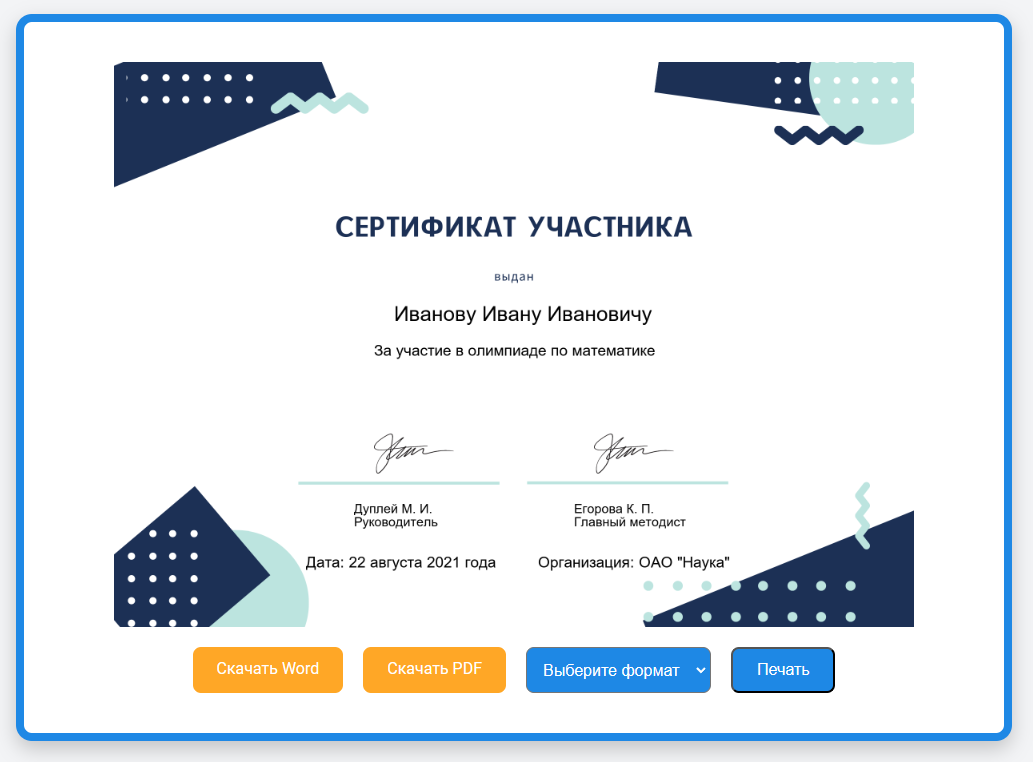 СЕРТИФИКАТ УЧАСТНИКА
выдан
Иванову Ивану Ивановичу
За участие в олимпиаде по математике
Дуплей М. И.
Руководитель
Егорова К. П.
Главный методист
Дата: 22 августа 2021 года
Организация: ОАО "Наука"
Скачать Word
Скачать PDF
Выберите формат
Печать